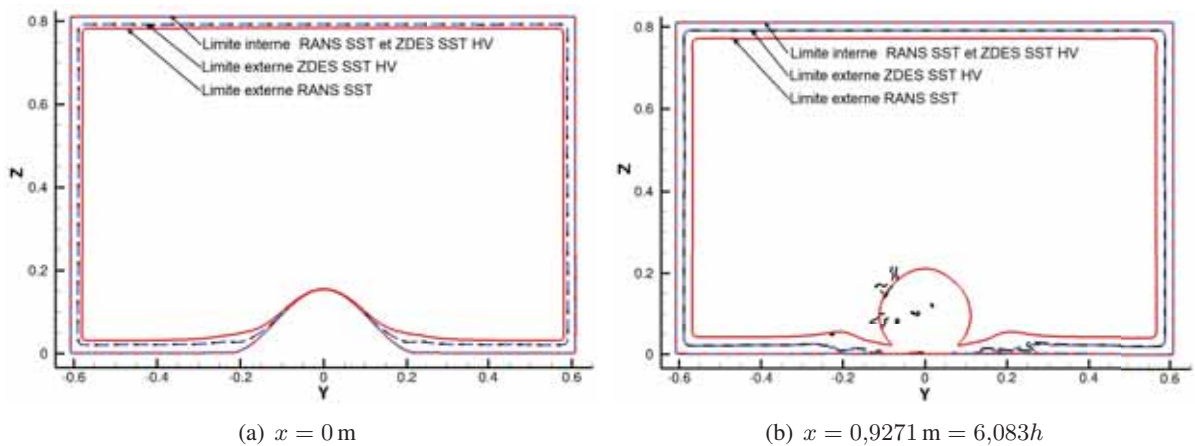 0.8
Limite interne RANS SST et ZDES SST HV
Limite externe ZDES SST HV
Limite externe RANS SST
0.6
Z
0.4
0.2
0
-0.6 -0.4 -0.2 0 0.2 0.4 0.6
Y
(a) x = 0 m
0.8
Limite interne RANS SST et ZDES SST HV
Limite externe ZDES SST HV
Limite externe RANS SST
0.6
Z
0.4
0.2
0
-0.6 -0.4 -0.2 0 0.2 0.4 0.6
Y
(b) x = 0,9271 m = 6,083h